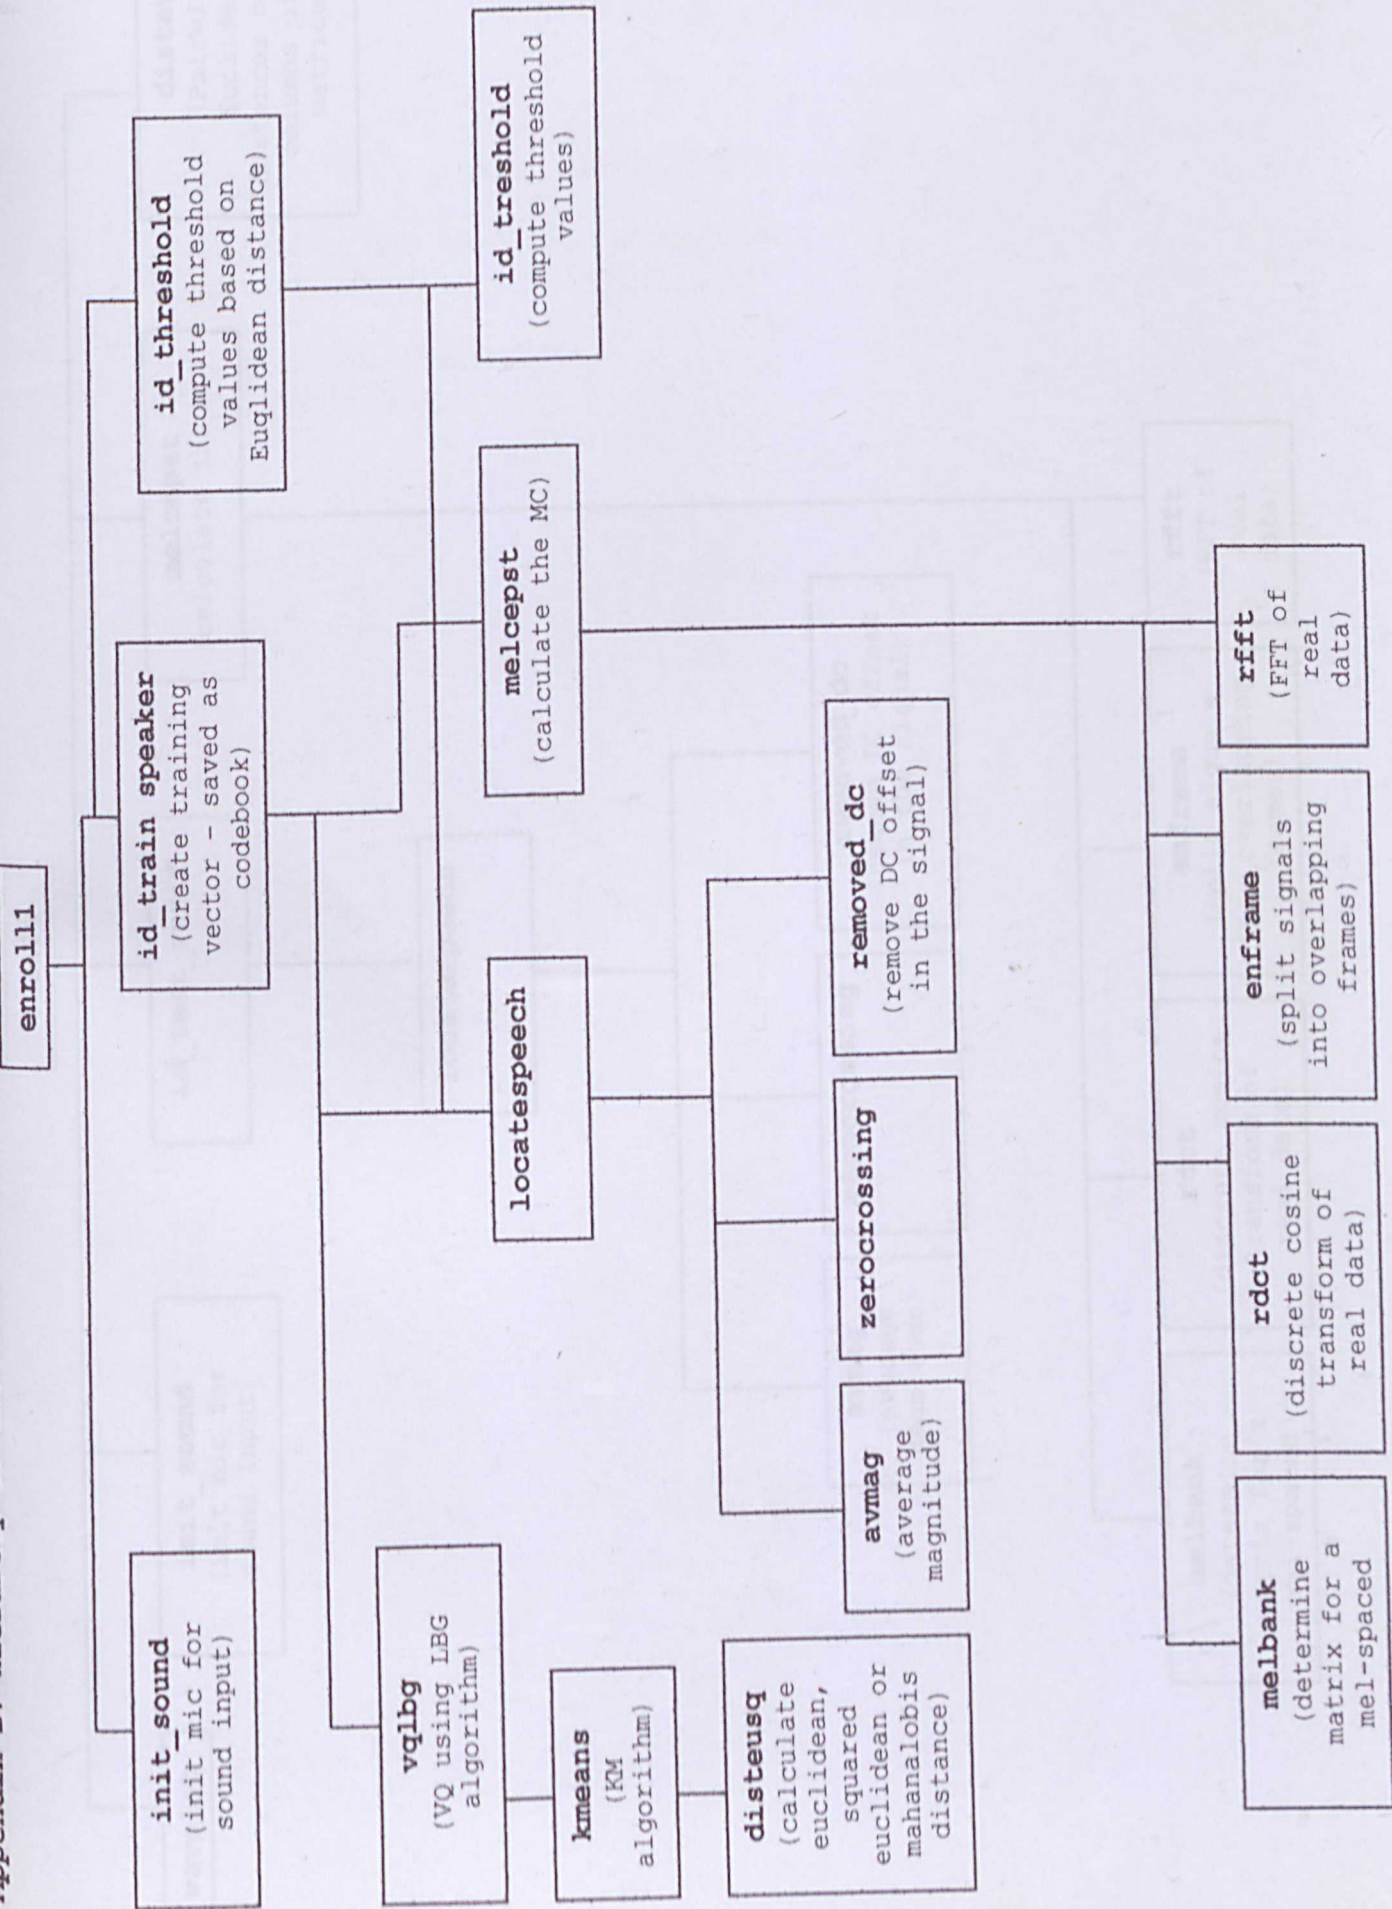 Appendix
enroll1
init_sound
(init mic for
sound input)
id_train speaker
(create training
vector - saved as
codebook)
id_threshold
(compute threshold
values based on
Euqlidean distance)
vqlbg
(VQ using LBG
algorithm)
locatespeech
melcepst
(calculate the MC)
id_treshold
(compute threshold
values)
kmeans
(KM
algorithm)
disteusq
(calculate
euclidean,
squared
euclidean or
mahanalobis
distance)
avmag
(average
magnitude)
zerocrossing
removed_dc
(remove DC offset
in the signal)
melbank
(determine
matrix for a
mel-spaced
rdct
(discrete cosine
transform of
real data)
enframe
(split signals
into overlapping
frames)
rfft
(FFT of
real
data)